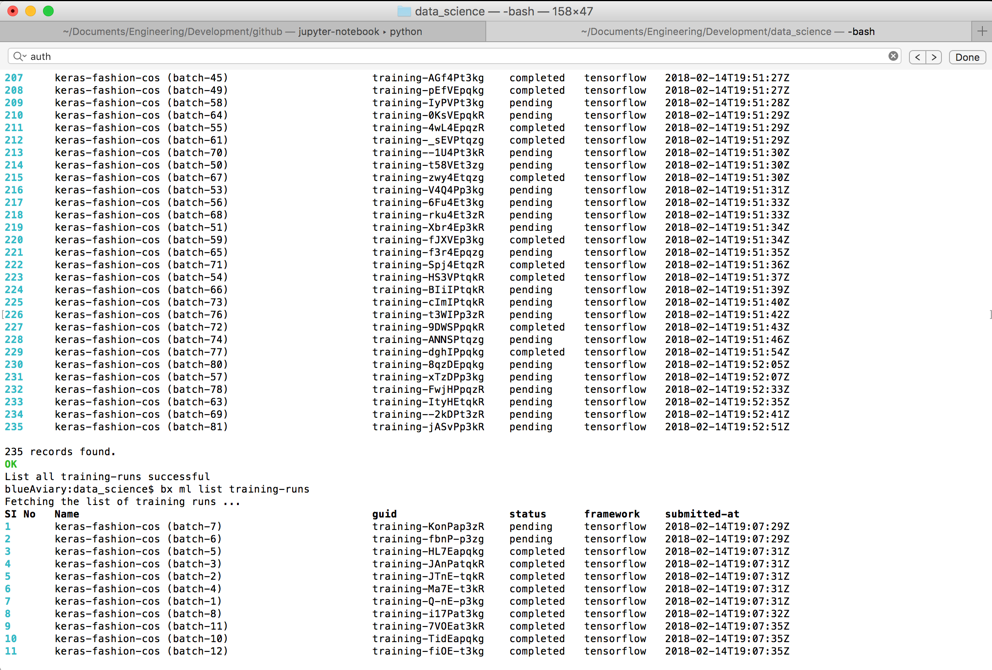 data_science — -bash — 158×47
~/Documents/Engineering/Development/github — jupyter-notebook • python
~/Documents/Engineering/Development/data_science — -bash
auth
Done
207 keras-fashion-cos (batch-45) training-AGf4Pt3kg completed tensorflow 2018-02-14T19:51:27Z
208 keras-fashion-cos (batch-49) training-pEfVEpqkg completed tensorflow 2018-02-14T19:51:27Z
209 keras-fashion-cos (batch-58) training-IyPVPt3kg pending tensorflow 2018-02-14T19:51:28Z
210 keras-fashion-cos (batch-64) training-0KsVEpqkR pending tensorflow 2018-02-14T19:51:29Z
211 keras-fashion-cos (batch-55) training-4wL4EpqzR completed tensorflow 2018-02-14T19:51:29Z
212 keras-fashion-cos (batch-61) training-_sEVPtqzg completed tensorflow 2018-02-14T19:51:29Z
213 keras-fashion-cos (batch-70) training--1U4Pt3kR pending tensorflow 2018-02-14T19:51:30Z
214 keras-fashion-cos (batch-50) training-t58VEt3zg pending tensorflow 2018-02-14T19:51:30Z
215 keras-fashion-cos (batch-67) training-zwy4Etqzg completed tensorflow 2018-02-14T19:51:30Z
216 keras-fashion-cos (batch-53) training-V4Q4Pp3kg pending tensorflow 2018-02-14T19:51:31Z
217 keras-fashion-cos (batch-56) training-6Fu4Et3kg pending tensorflow 2018-02-14T19:51:33Z
218 keras-fashion-cos (batch-68) training-rku4Et3zR pending tensorflow 2018-02-14T19:51:33Z
219 keras-fashion-cos (batch-51) training-Xbr4Ep3kR pending tensorflow 2018-02-14T19:51:34Z
220 keras-fashion-cos (batch-59) training-fJXVEp3kg completed tensorflow 2018-02-14T19:51:34Z
221 keras-fashion-cos (batch-65) training-f3r4Epqzg pending tensorflow 2018-02-14T19:51:35Z
222 keras-fashion-cos (batch-71) training-Spj4EtqzR completed tensorflow 2018-02-14T19:51:36Z
223 keras-fashion-cos (batch-54) training-HS3VPtqkR completed tensorflow 2018-02-14T19:51:37Z
224 keras-fashion-cos (batch-66) training-BIiIPtqkR pending tensorflow 2018-02-14T19:51:39Z
225 keras-fashion-cos (batch-73) training-cImIPtqkR pending tensorflow 2018-02-14T19:51:40Z
226 keras-fashion-cos (batch-76) training-t3WIPp3zR pending tensorflow 2018-02-14T19:51:42Z
227 keras-fashion-cos (batch-72) training-9DWSPpqkR completed tensorflow 2018-02-14T19:51:43Z
228 keras-fashion-cos (batch-74) training-ANNSPtqzg pending tensorflow 2018-02-14T19:51:46Z
229 keras-fashion-cos (batch-77) training-dghIPpqkg completed tensorflow 2018-02-14T19:51:54Z
230 keras-fashion-cos (batch-80) training-8qzDEpqkg pending tensorflow 2018-02-14T19:52:05Z
231 keras-fashion-cos (batch-57) training-xTzDPp3kg pending tensorflow 2018-02-14T19:52:07Z
232 keras-fashion-cos (batch-78) training-FwjHPpqzR pending tensorflow 2018-02-14T19:52:33Z
233 keras-fashion-cos (batch-63) training-ItyHEtqkR pending tensorflow 2018-02-14T19:52:35Z
234 keras-fashion-cos (batch-69) training--2kDPt3zR pending tensorflow 2018-02-14T19:52:41Z
235 keras-fashion-cos (batch-81) training-jASvPp3kR pending tensorflow 2018-02-14T19:52:51Z
235 records found.
OK
List all training-runs successful
blueAviary:data_science$ bx ml list training-runs
Fetching the list of training runs ...
SI No Name guid status framework submitted-at
1 keras-fashion-cos (batch-7) training-KonPap3zR pending tensorflow 2018-02-14T19:07:29Z
2 keras-fashion-cos (batch-6) training-fbnP-p3zg pending tensorflow 2018-02-14T19:07:29Z
3 keras-fashion-cos (batch-5) training-HL7Eapqkg completed tensorflow 2018-02-14T19:07:31Z
4 keras-fashion-cos (batch-3) training-JAnPatqkR completed tensorflow 2018-02-14T19:07:31Z
5 keras-fashion-cos (batch-2) training-JTnE-tqkR completed tensorflow 2018-02-14T19:07:31Z
6 keras-fashion-cos (batch-4) training-Ma7E-t3kR completed tensorflow 2018-02-14T19:07:31Z
7 keras-fashion-cos (batch-1) training-Q-nE-p3kg completed tensorflow 2018-02-14T19:07:31Z
8 keras-fashion-cos (batch-8) training-i17Pat3kg completed tensorflow 2018-02-14T19:07:32Z
9 keras-fashion-cos (batch-11) training-7VOEat3kR completed tensorflow 2018-02-14T19:07:35Z
10 keras-fashion-cos (batch-10) training-TidEapqkg completed tensorflow 2018-02-14T19:07:35Z
11 keras-fashion-cos (batch-12) training-fiOE-t3kg completed tensorflow 2018-02-14T19:07:35Z